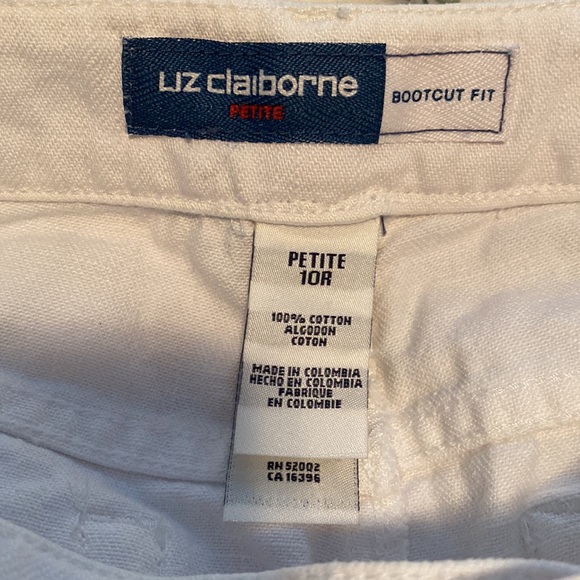 LIZ claiborne
PETITE
BOOTCUT FIT
PETITE
10R
100% COTTON
ALGODON
COTON
MADE IN COLOMBIA
HECHO EN COLOMBIA
FABRIQUE
EN COLOMBIE
RN 52002
CA 16396